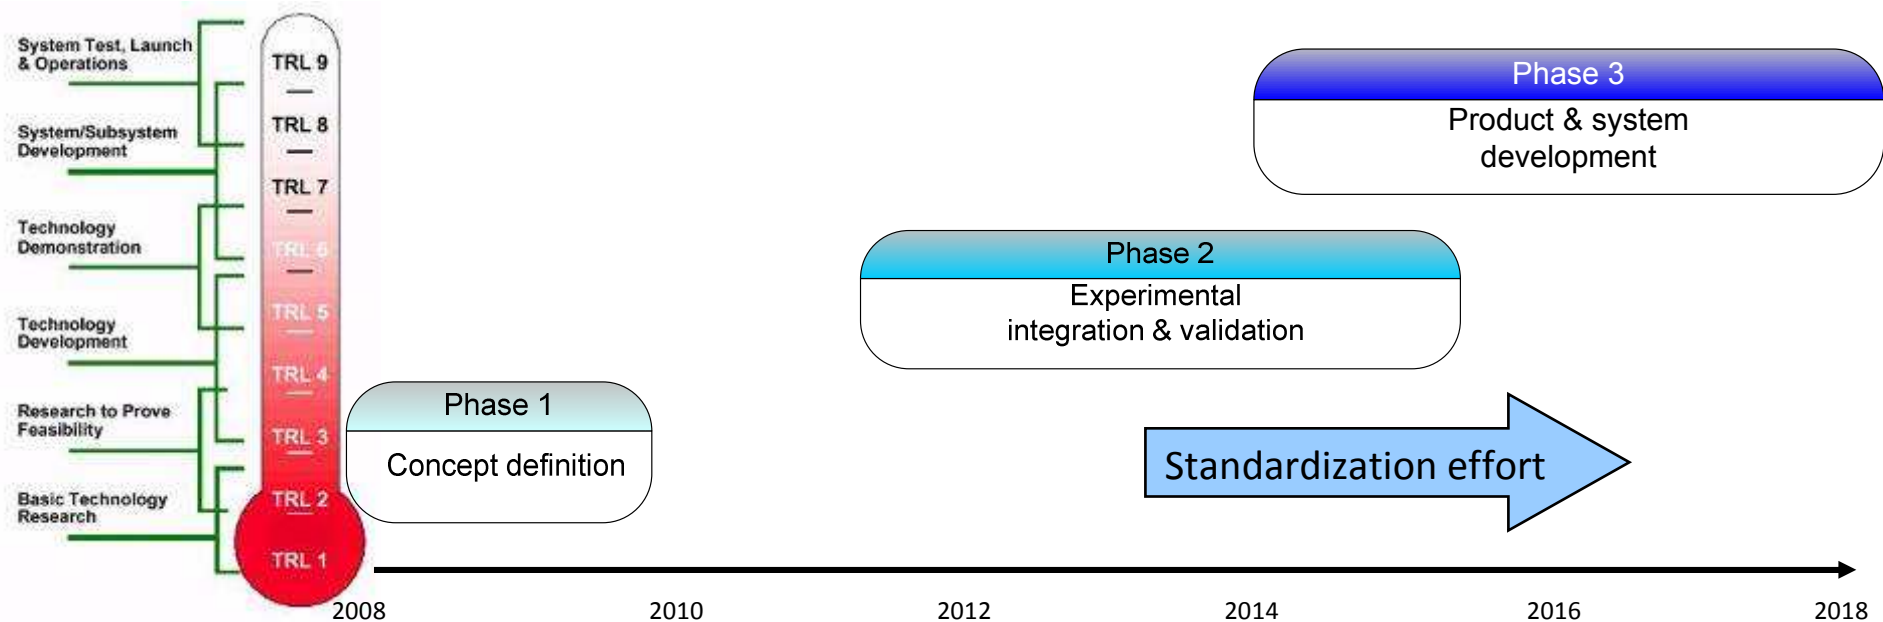 System Test, Launch
& Operations
System/Subsystem
Development
Technology
Demonstration
Technology
Development
Research to Prove
Feasibility
Basic Technology
Research
TRL 9
TRL 8
TRL 7
TRL 6
TRL 5
TRL 4
TRL 3
TRL 2
TRL 1
Phase 1
Concept definition
Phase 2
Experimental
integration & validation
Phase 3
Product & system
development
Standardization effort
2008
2010
2012
2014
2016
2018